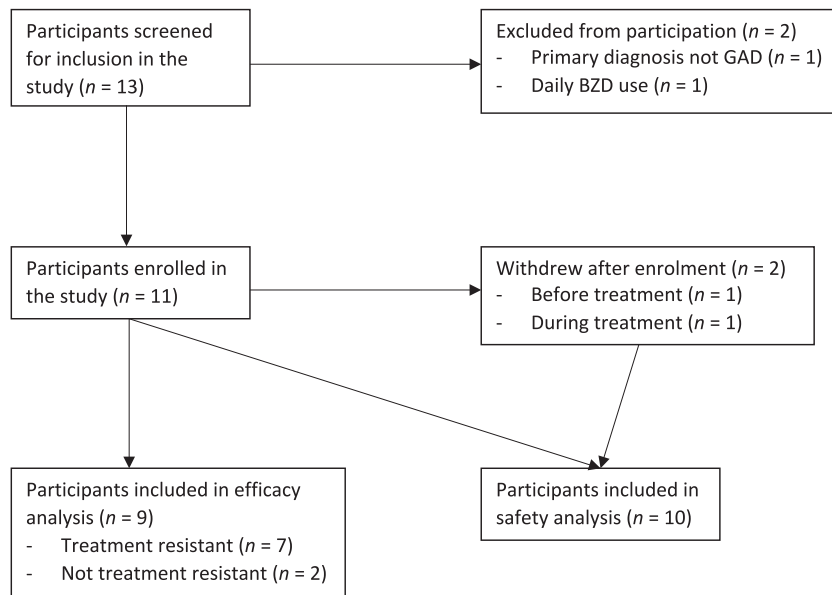 Participants screened
for inclusion in the
study (n = 13)
Excluded from participation (n = 2)
- Primary diagnosis not GAD (n = 1)
- Daily BZD use (n = 1)
Participants enrolled in
the study (n = 11)
Withdrew after enrolment (n = 2)
- Before treatment (n = 1)
- During treatment (n = 1)
Participants included in efficacy
analysis (n = 9)
- Treatment resistant (n = 7)
- Not treatment resistant (n = 2)
Participants included in
safety analysis (n = 10)